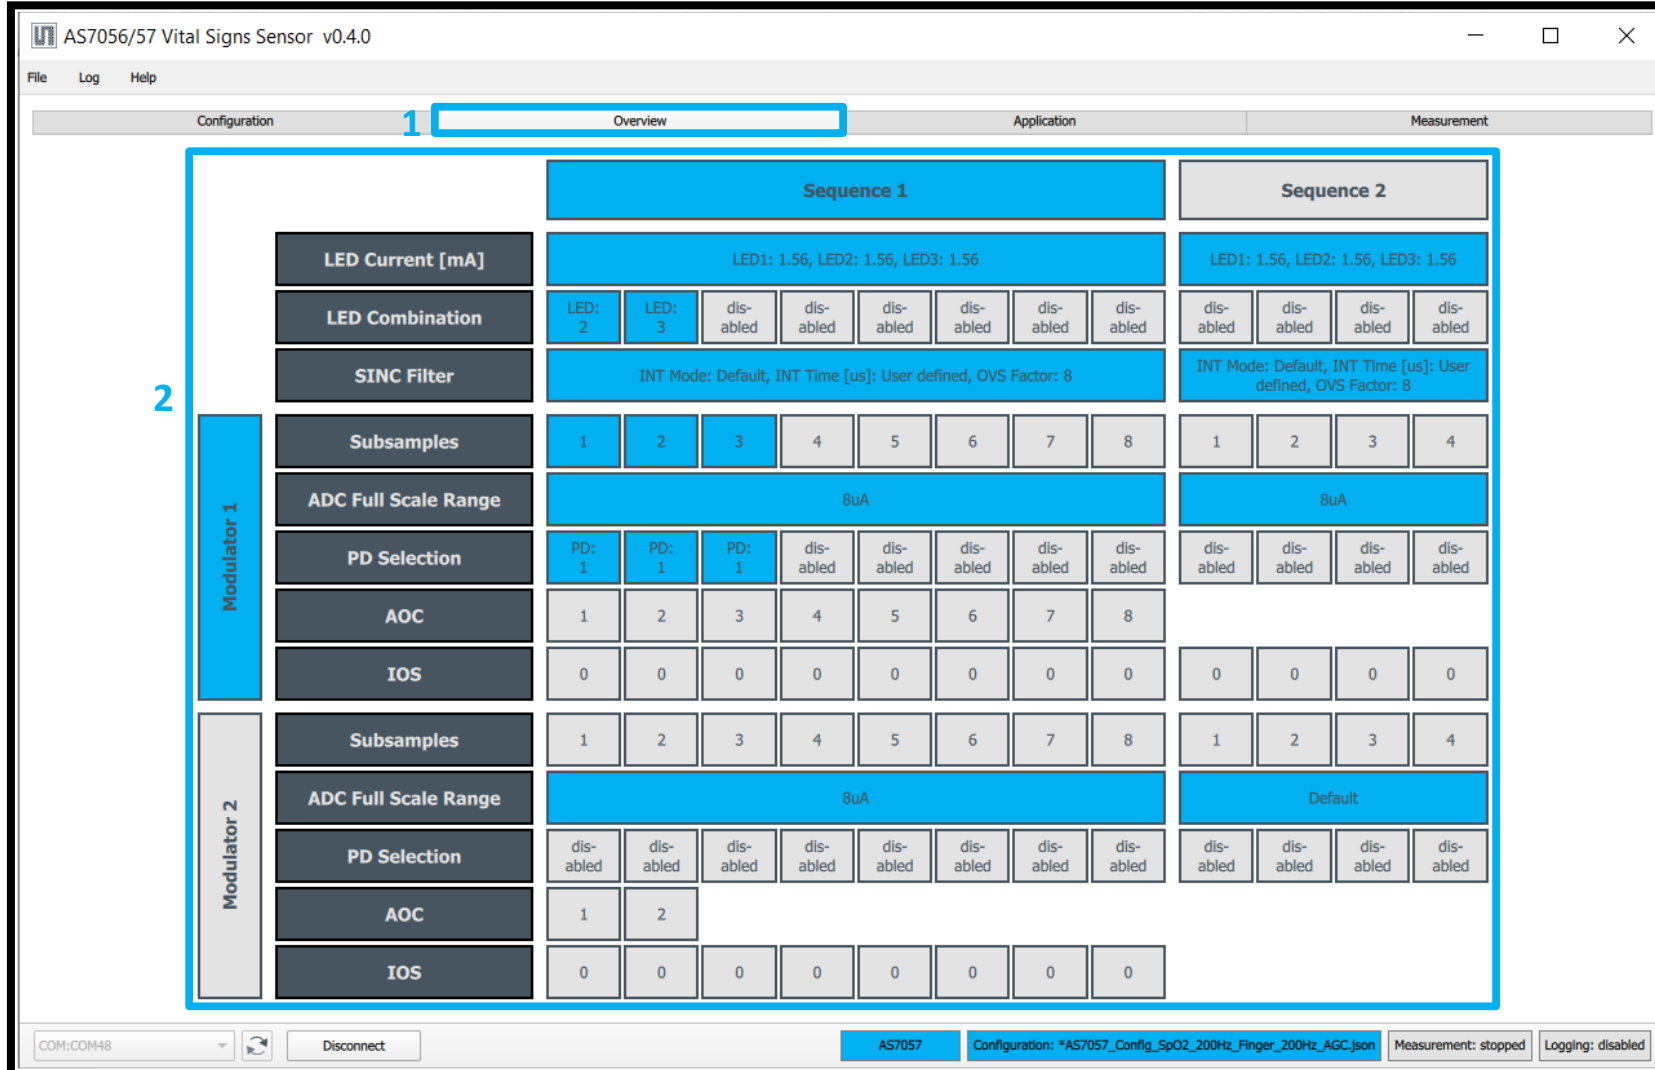 AS7056/57 Vital Signs Sensor v0.4.0
File Log Help
Configuration 1 Overview Application Measurement
2
Sequence 1 Sequence 2
LED Current [mA] LED1: 1.56, LED2: 1.56, LED3: 1.56 LED1: 1.56, LED2: 1.56, LED3: 1.56
LED Combination LED: 2 LED: 3 dis-abled dis-abled dis-abled dis-abled dis-abled dis-abled dis-abled dis-abled dis-abled dis-abled
SINC Filter INT Mode: Default, INT Time [us]: User defined, OVS Factor: 8 INT Mode: Default, INT Time [us]: User defined, OVS Factor: 8
Modulator 1
Subsamples 1 2 3 4 5 6 7 8 1 2 3 4
ADC Full Scale Range 8uA 8uA
PD Selection PD: 1 PD: 1 PD: 1 dis-abled dis-abled dis-abled dis-abled dis-abled dis-abled dis-abled dis-abled dis-abled
AOC 1 2 3 4 5 6 7 8
IOS 0 0 0 0 0 0 0 0 0 0 0 0
Modulator 2
Subsamples 1 2 3 4 5 6 7 8 1 2 3 4
ADC Full Scale Range 8uA Default
PD Selection dis-abled dis-abled dis-abled dis-abled dis-abled dis-abled dis-abled dis-abled dis-abled dis-abled dis-abled dis-abled
AOC 1 2
IOS 0 0 0 0 0 0 0 0
COM:COM48 Disconnect AS7057 Configuration: *AS7057_Config_SpO2_200Hz_Finger_200Hz_AGC.json Measurement: stopped Logging: disabled